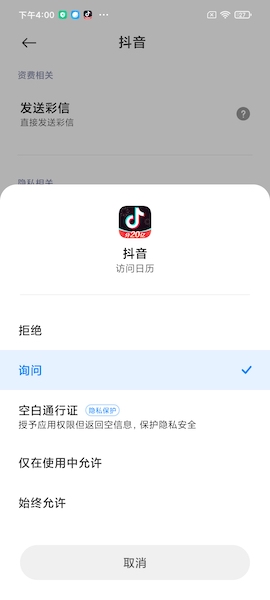 下午4:00
抖音
资费相关
发送彩信
直接发送彩信
隐私相关
抖音
访问日历
拒绝
询问
空白通行证 隐私保护
授予应用权限但返回空信息，保护隐私安全
仅在使用中允许
始终允许
取消